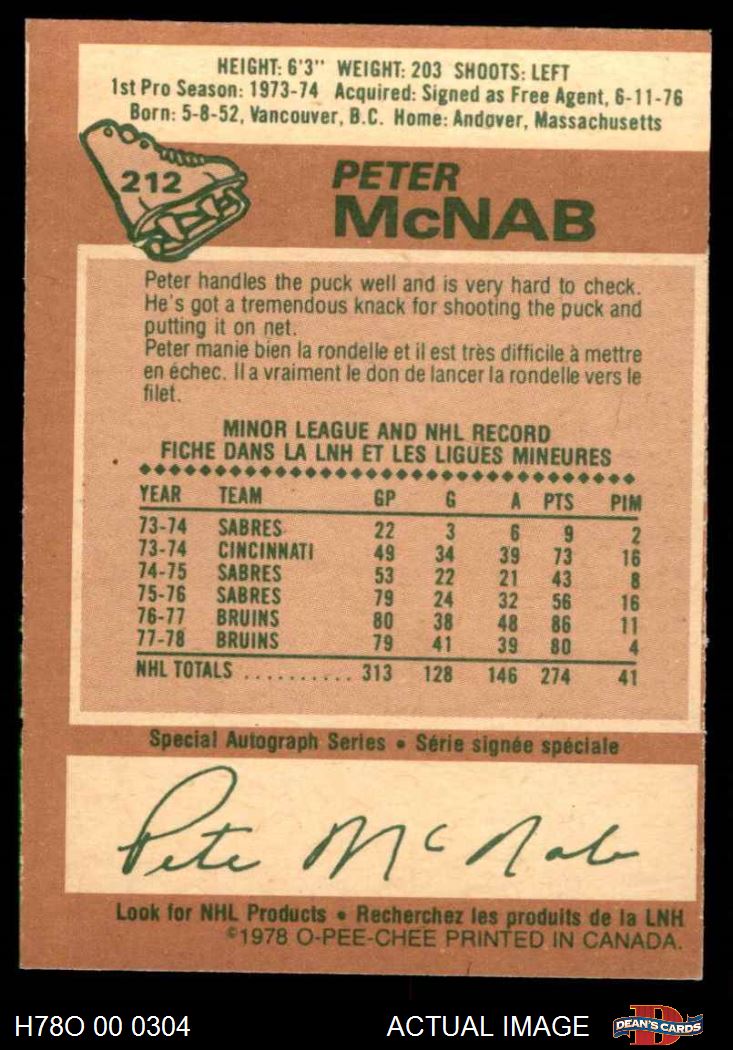 HEIGHT: 6'3" WEIGHT: 203 SHOOTS: LEFT
1st Pro Season: 1973-74 Acquired: Signed as Free Agent, 6-11-76
Born: 5-8-52, Vancouver, B.C. Home: Andover, Massachusetts
212
PETER
McNAB
Peter handles the puck well and is very hard to check.
He's got a tremendous knack for shooting the puck and
putting it on net.
Peter manie bien la rondelle et il est très difficile à mettre
en échec. Il a vraiment le don de lancer la rondelle vers le
filet.
MINOR LEAGUE AND NHL RECORD
FICHE DANS LA LNH ET LES LIGUES MINEURES
YEAR TEAM GP G A PTS PIM
73-74 SABRES 22 3 6 9 2
73-74 CINCINNATI 49 34 39 73 16
74-75 SABRES 53 22 21 43 8
75-76 SABRES 79 24 32 56 16
76-77 BRUINS 80 38 48 86 11
77-78 BRUINS 79 41 39 80 4
NHL TOTALS .......... 313 128 146 274 41
Special Autograph Series • Série signée spéciale
Pete McNab
Look for NHL Products • Recherchez les produits de la LNH
©1978 O-PEE-CHEE PRINTED IN CANADA.
H78O 00 0304 ACTUAL IMAGE DEAN'S CARDS